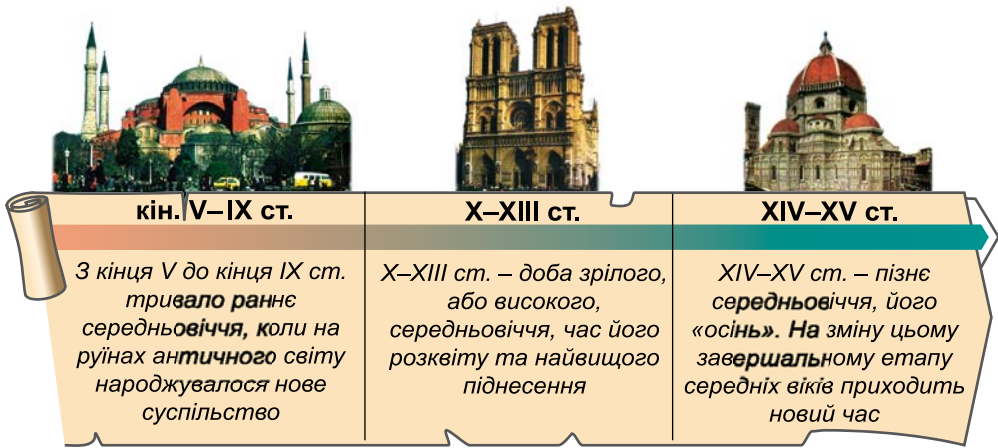 кін. V–IX ст.
З кінця V до кінця IX ст.
тривало раннє
середньовіччя, коли на
руїнах античного світу
народжувалося нове
суспільство
X–XIII ст.
X–XIII ст. – доба зрілого,
або високого,
середньовіччя, час його
розквіту та найвищого
піднесення
XIV–XV ст.
XIV–XV ст. – пізнє
середньовіччя, його
«осінь». На зміну цьому
завершальному етапу
середніх віків приходить
новий час